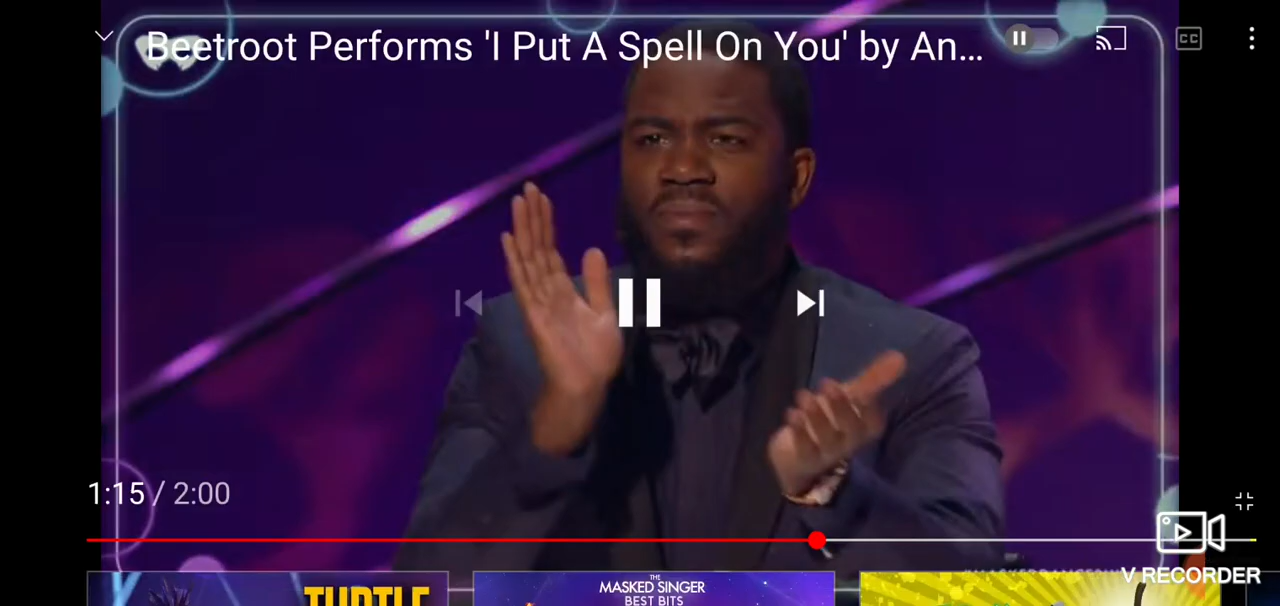 Beetroot Performs 'I Put A Spell On You' by An...
CC
1:15 / 2:00
V RECORDER
TURTLE
THE
MASKED SINGER
BEST BITS